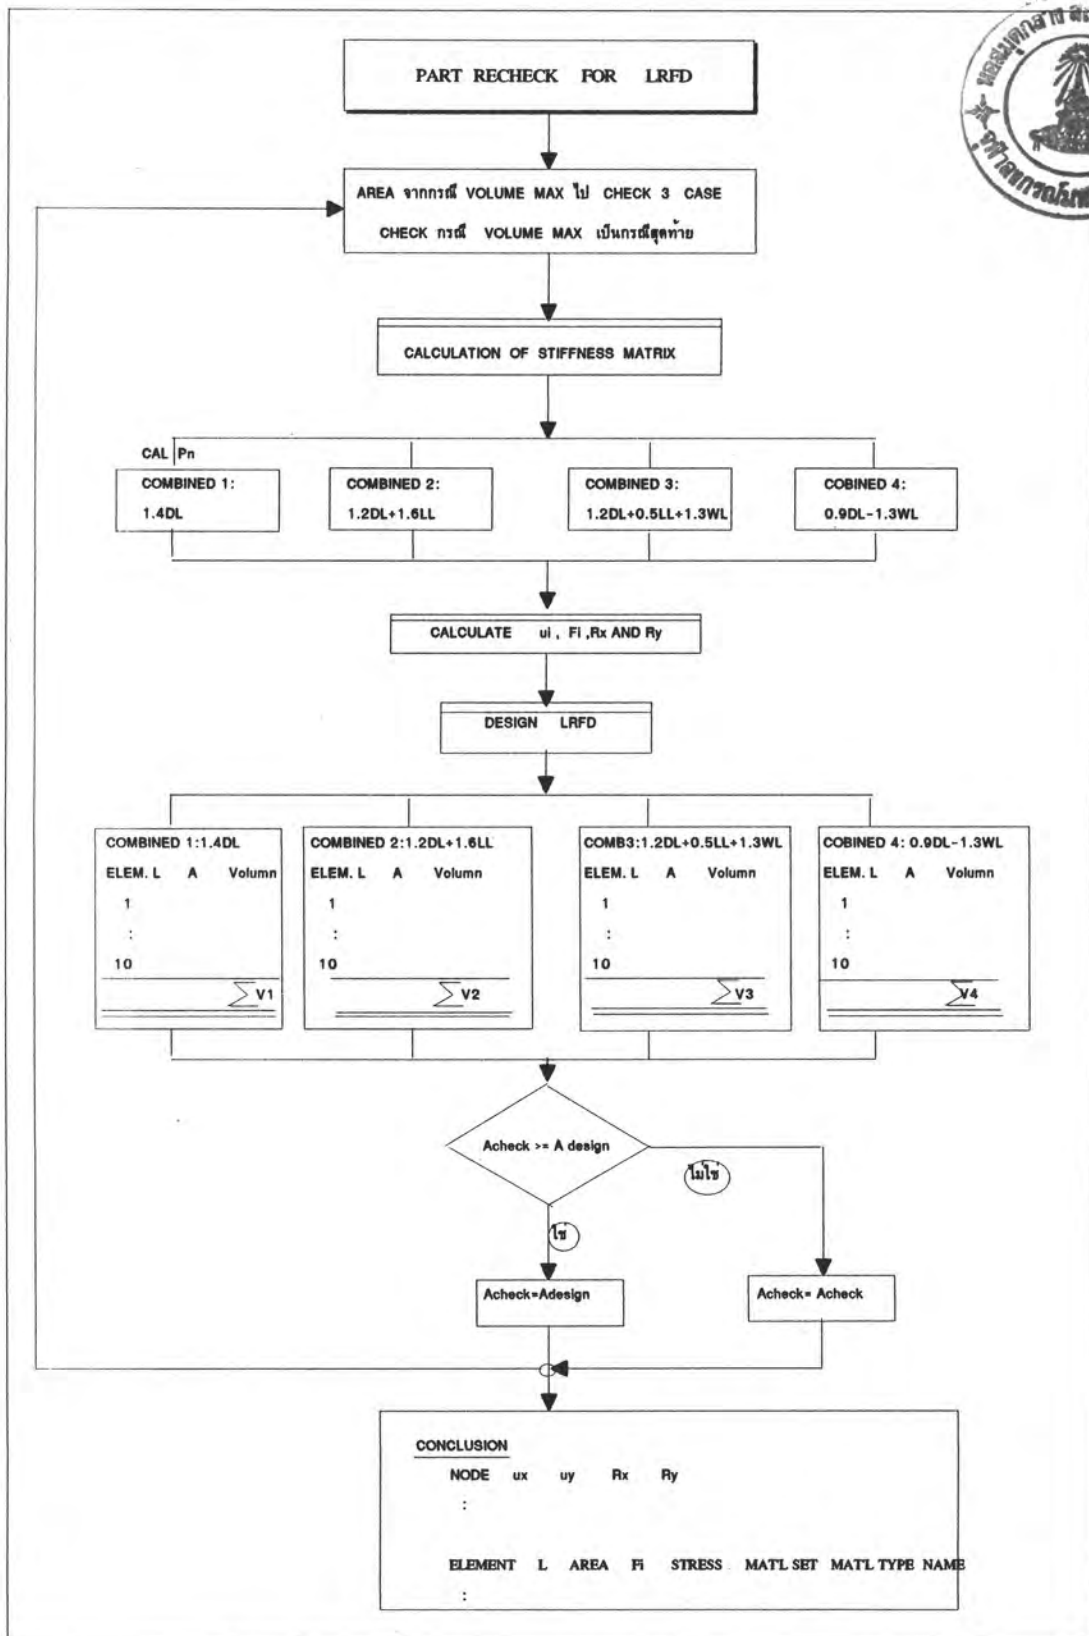 PART RECHECK FOR LRFD
AREA จากกรณี VOLUME MAX ไป CHECK 3 CASE
CHECK กรณี VOLUME MAX เป็นกรณีสุดท้าย
CALCULATION OF STIFFNESS MATRIX
CAL Pn
COMBINED 1:
1.4DL
COMBINED 2:
1.2DL+1.6LL
COMBINED 3:
1.2DL+0.5LL+1.3WL
COBINED 4:
0.9DL-1.3WL
CALCULATE ui , Fi ,Rx AND Ry
DESIGN LRFD
COMBINED 1:1.4DL
ELEM. L A Volumn
1
:
10
∑ V1
COMBINED 2:1.2DL+1.6LL
ELEM. L A Volumn
1
:
10
∑ V2
COMB3:1.2DL+0.5LL+1.3WL
ELEM. L A Volumn
1
:
10
∑ V3
COBINED 4: 0.9DL-1.3WL
ELEM. L A Volumn
1
:
10
∑ V4
Acheck >= A design
ไม่ใช่
ใช่
Acheck=Adesign
Acheck= Acheck
CONCLUSION
NODE ux uy Rx Ry
:
ELEMENT L AREA Fi STRESS MAT'L SET MAT'L TYPE NAME
: